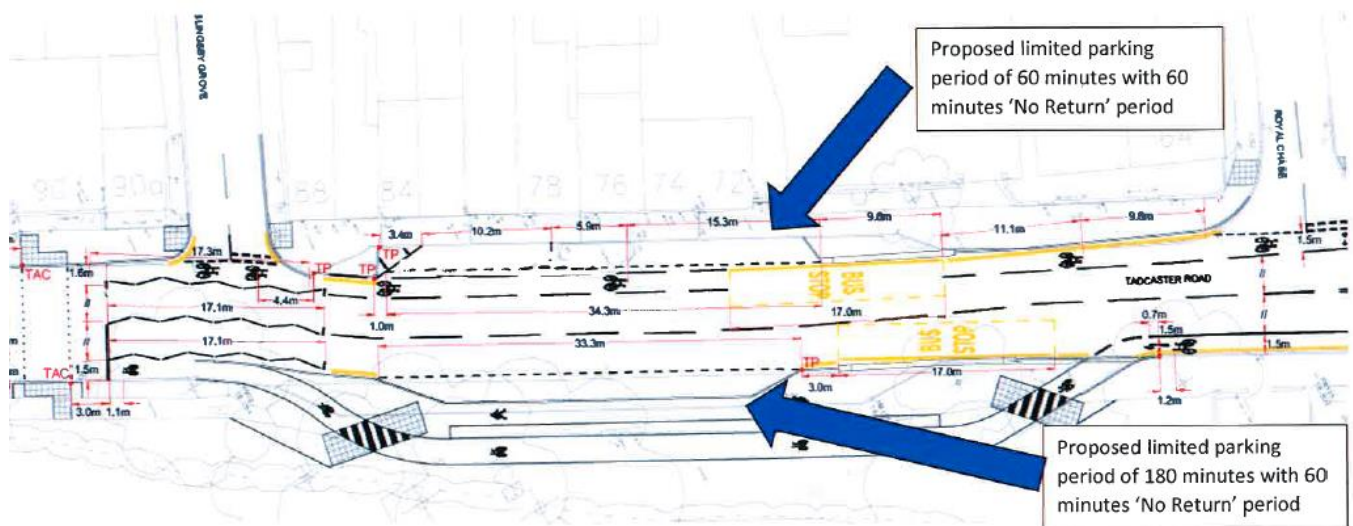 Proposed limited parking
period of 60 minutes with 60
minutes 'No Return' period
SLINGSBY GROVE
ROYAL CHASE
90
90a
88
84
78
76
74
72
64
3.4m
10.2m
5.9m
15.3m
9.8m
11.1m
9.8m
17.3m
TP
TP
TP
1.5m
TAC
1.6m
4.4m
BUS
STOP
TADCASTER ROAD
17.1m
34.3m
17.0m
1.0m
0.7m
17.1m
33.3m
BUS
STOP
1.5m
1.5m
TAC
1.5m
TP
3.0m
17.0m
3.0m
1.1m
1.2m
Proposed limited parking
period of 180 minutes with 60
minutes 'No Return' period